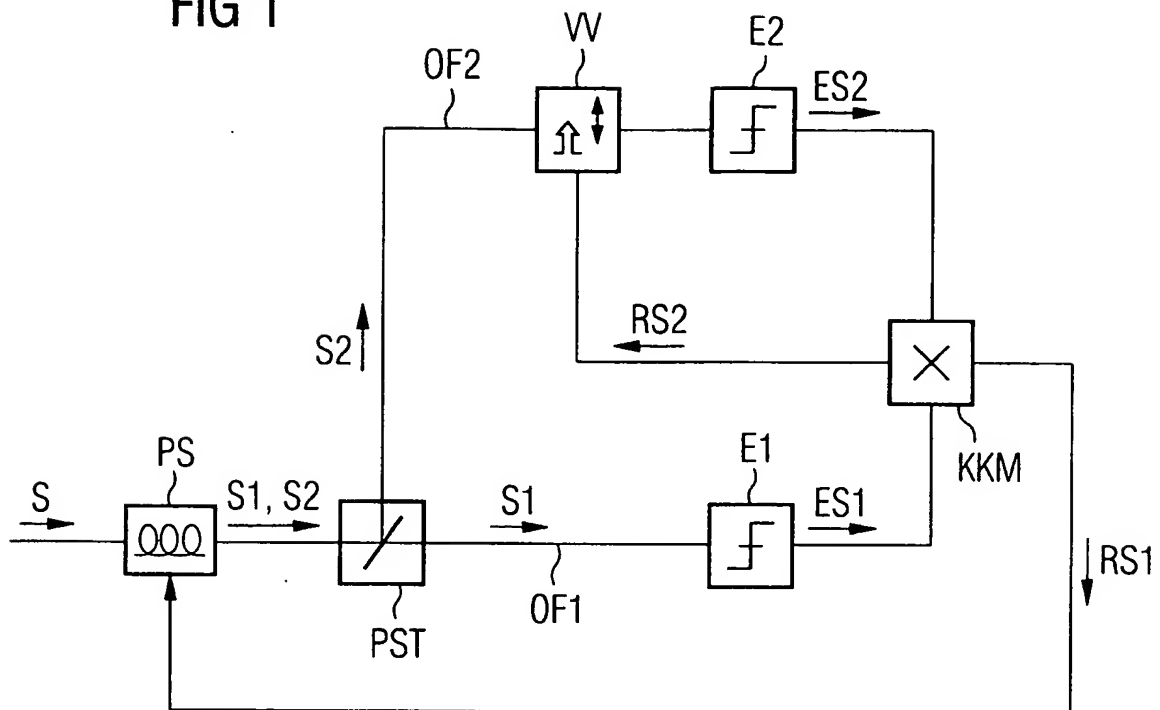 FIG 1
VV
E2
OF2
ES2
S2
RS2
KKM
PS
S
S1, S2
S1
E1
ES1
RS1
OF1
PST